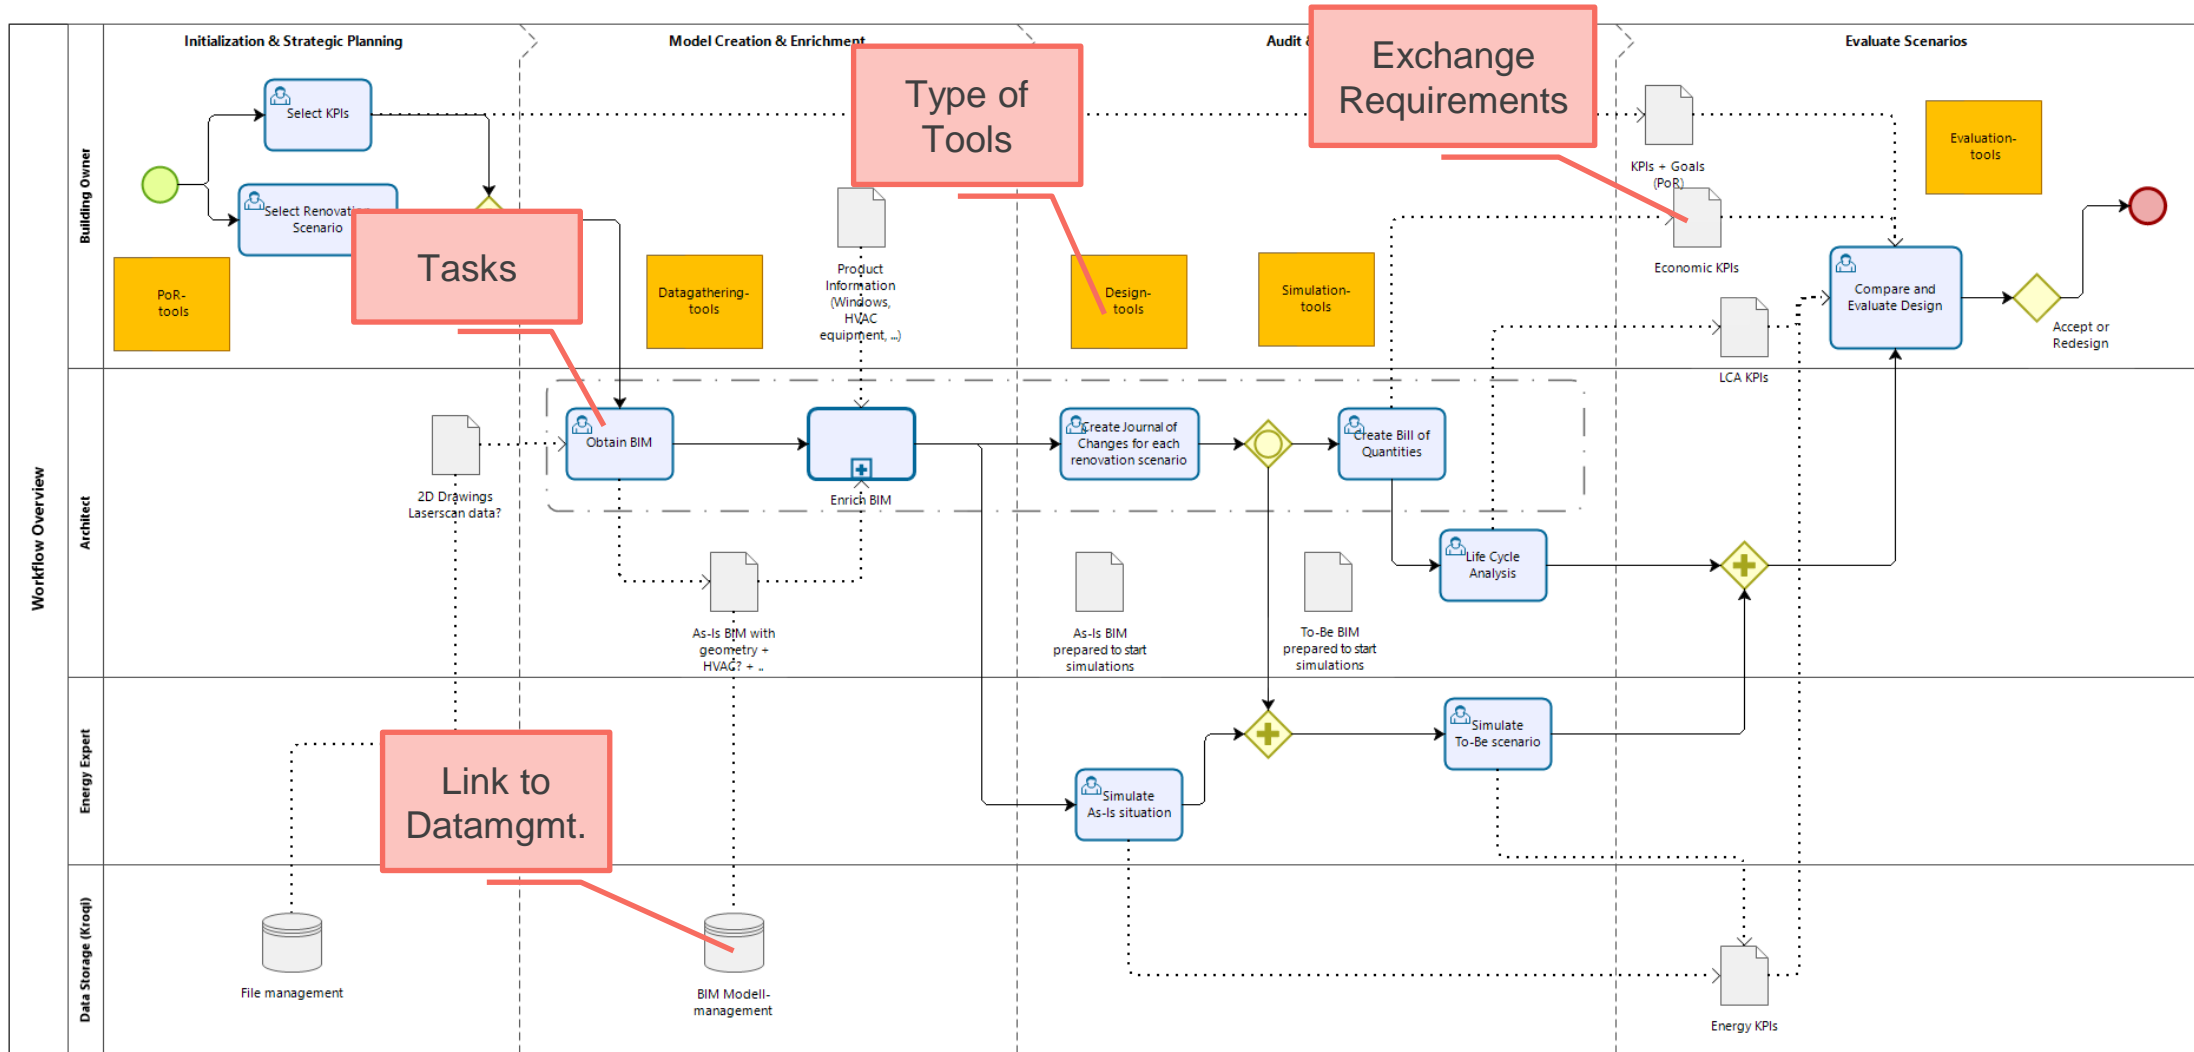 Initialization & Strategic Planning
Model Creation & Enrichment
Audit &
Evaluate Scenarios
Exchange
Requirements
Type of
Tools
Tasks
Link to
Datamgmt.
Workflow Overview
Building Owner
Select KPIs
Select Renovation
Scenario
PoR-
tools
Datagathering-
tools
Product
Information
(Windows,
HVAC
equipment, ...)
Design-
tools
Simulation-
tools
KPIs + Goals
(PoR)
Economic KPIs
LCA KPIs
Evaluation-
tools
Compare and
Evaluate Design
Accept or
Redesign
Architect
2D Drawings
Laserscan data?
Obtain BIM
Enrich BIM
As-Is BIM with
geometry +
HVAC? + ..
Create Journal of
Changes for each
renovation scenario
Create Bill of
Quantities
Life Cycle
Analysis
As-Is BIM
prepared to start
simulations
To-Be BIM
prepared to start
simulations
Energy Expert
Simulate
As-Is situation
Simulate
To-Be scenario
Data Storage (Kroqi)
File management
BIM Modell-
management
Energy KPIs